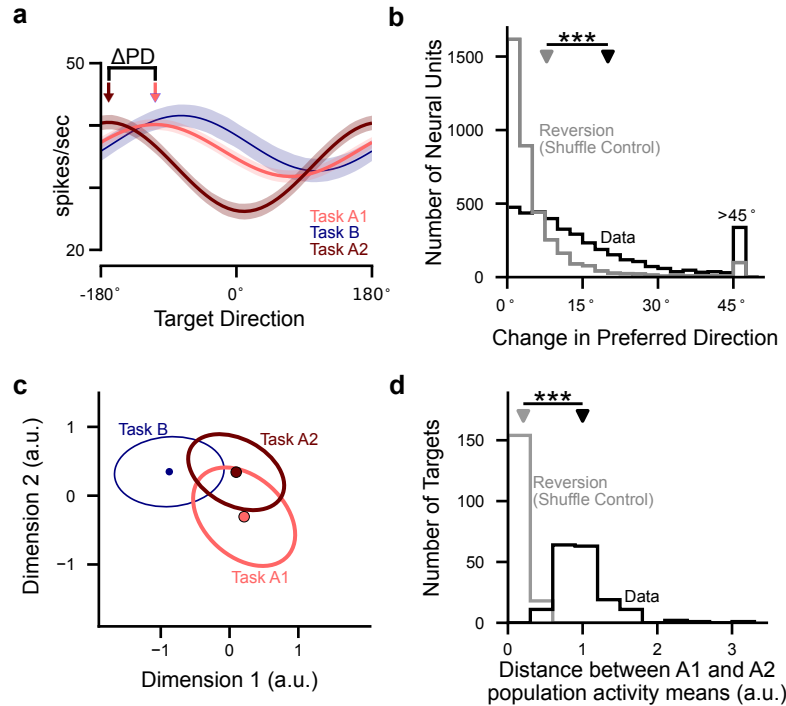 a
ΔPD
50
20
spikes/sec
Task A1
Task B
Task A2
-180°
0°
180°
Target Direction
b
***
1500
1000
500
0
Number of Neural Units
Reversion
(Shuffle Control)
Data
>45°
0°
15°
30°
45°
Change in Preferred Direction
c
1
0
−1
Dimension 2 (a.u.)
Task B
Task A2
Task A1
−1
0
1
Dimension 1 (a.u.)
d
***
150
100
50
0
Number of Targets
Reversion
(Shuffle Control)
Data
0
1
2
3
Distance between A1 and A2
population activity means (a.u.)